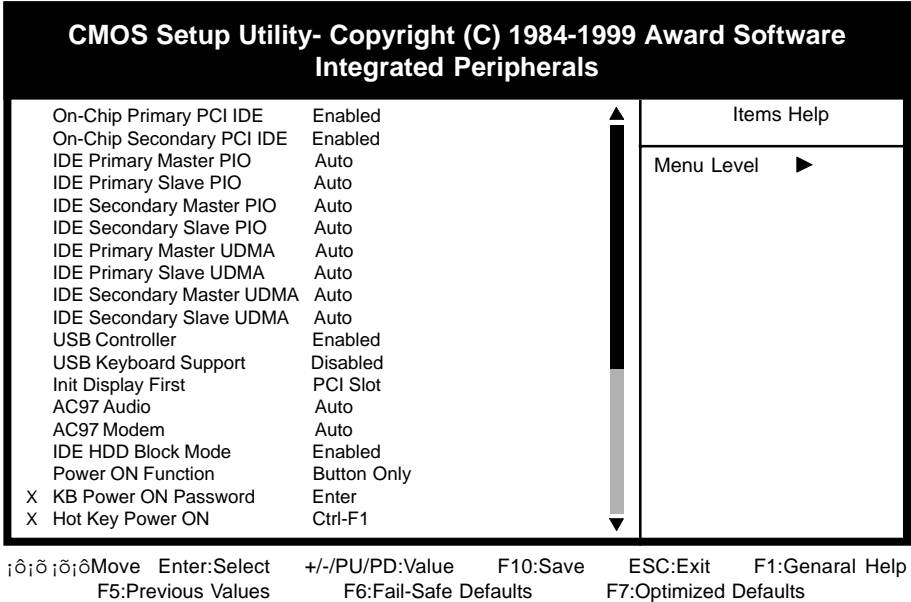 CMOS Setup Utility- Copyright (C) 1984-1999 Award Software
Integrated Peripherals
On-Chip Primary PCI IDE Enabled
On-Chip Secondary PCI IDE Enabled
IDE Primary Master PIO Auto
IDE Primary Slave PIO Auto
IDE Secondary Master PIO Auto
IDE Secondary Slave PIO Auto
IDE Primary Master UDMA Auto
IDE Primary Slave UDMA Auto
IDE Secondary Master UDMA Auto
IDE Secondary Slave UDMA Auto
USB Controller Enabled
USB Keyboard Support Disabled
Init Display First PCI Slot
AC97 Audio Auto
AC97 Modem Auto
IDE HDD Block Mode Enabled
Power ON Function Button Only
X KB Power ON Password Enter
X Hot Key Power ON Ctrl-F1
Items Help
Menu Level ▶
¡ô¡õ¡õ¡ôMove Enter:Select +/-/PU/PD:Value F10:Save ESC:Exit F1:Genaral Help
F5:Previous Values F6:Fail-Safe Defaults F7:Optimized Defaults